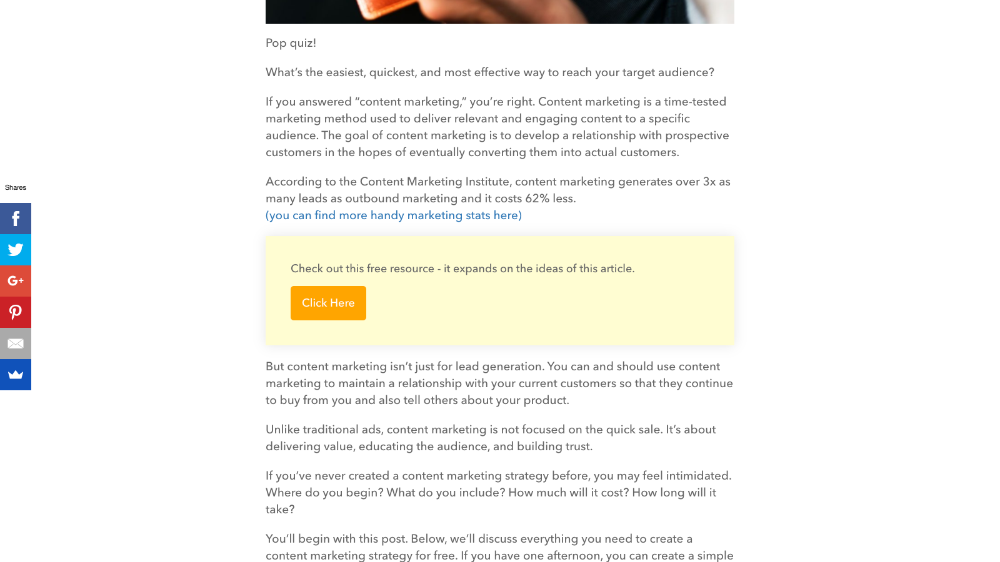 Pop quiz!
What’s the easiest, quickest, and most effective way to reach your target audience?
If you answered “content marketing,” you’re right. Content marketing is a time-tested
marketing method used to deliver relevant and engaging content to a specific
audience. The goal of content marketing is to develop a relationship with prospective
customers in the hopes of eventually converting them into actual customers.
According to the Content Marketing Institute, content marketing generates over 3x as
many leads as outbound marketing and it costs 62% less.
(you can find more handy marketing stats here)
Shares
Check out this free resource - it expands on the ideas of this article.
Click Here
But content marketing isn’t just for lead generation. You can and should use content
marketing to maintain a relationship with your current customers so that they continue
to buy from you and also tell others about your product.
Unlike traditional ads, content marketing is not focused on the quick sale. It’s about
delivering value, educating the audience, and building trust.
If you’ve never created a content marketing strategy before, you may feel intimidated.
Where do you begin? What do you include? How much will it cost? How long will it
take?
You’ll begin with this post. Below, we’ll discuss everything you need to create a
content marketing strategy for free. If you have one afternoon, you can create a simple